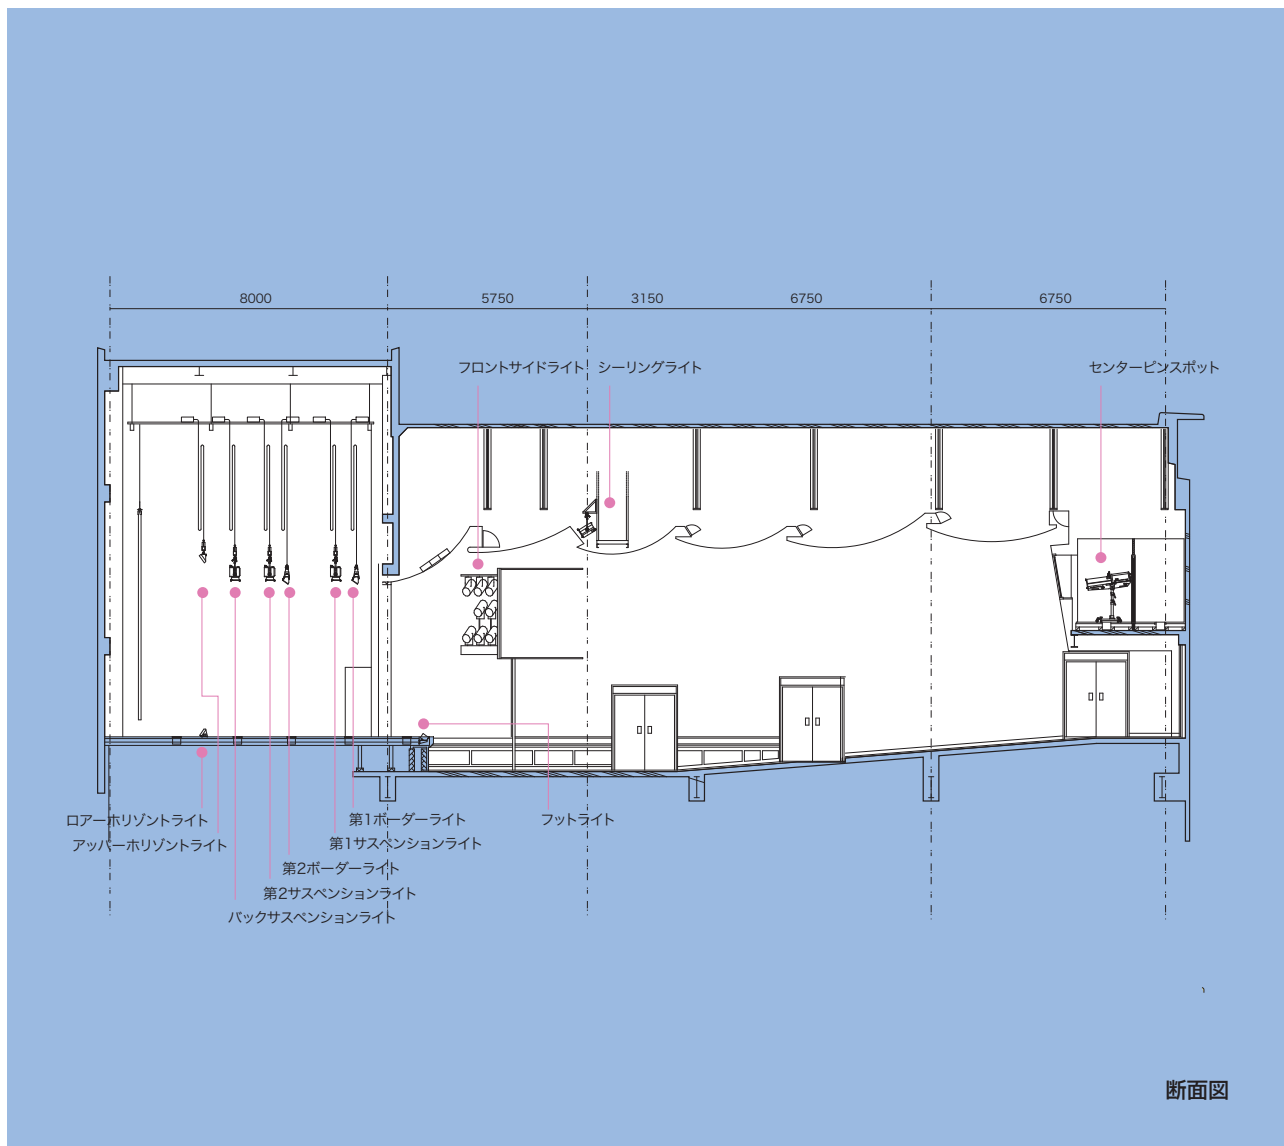 8000
5750
3150
6750
6750
フロントサイドライト
シーリングライト
センターピンスポット
ロアーホリゾントライト
アッパーホリゾントライト
第1ボーダーライト
第1サスペンションライト
第2ボーダーライト
第2サスペンションライト
バックサスペンションライト
フットライト
断面図